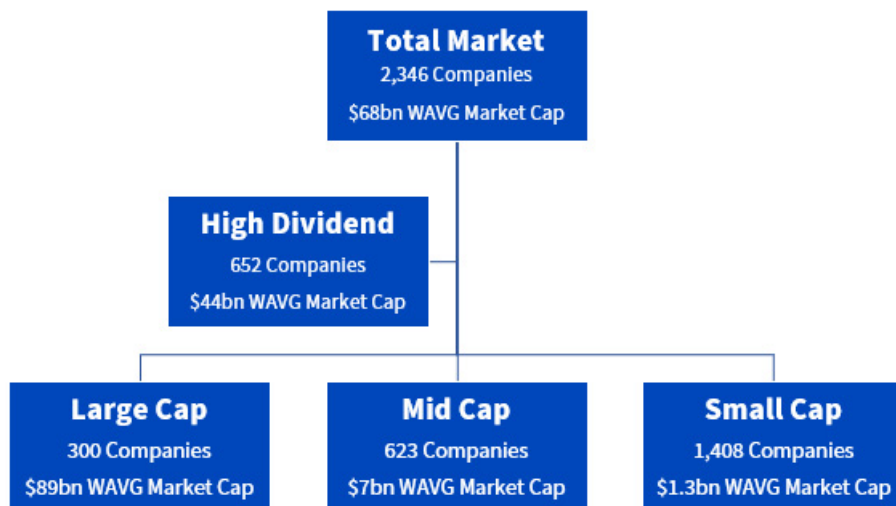 Total Market
2,346 Companies
$68bn WAVG Market Cap
High Dividend
652 Companies
$44bn WAVG Market Cap
Large Cap
300 Companies
$89bn WAVG Market Cap
Mid Cap
623 Companies
$7bn WAVG Market Cap
Small Cap
1,408 Companies
$1.3bn WAVG Market Cap